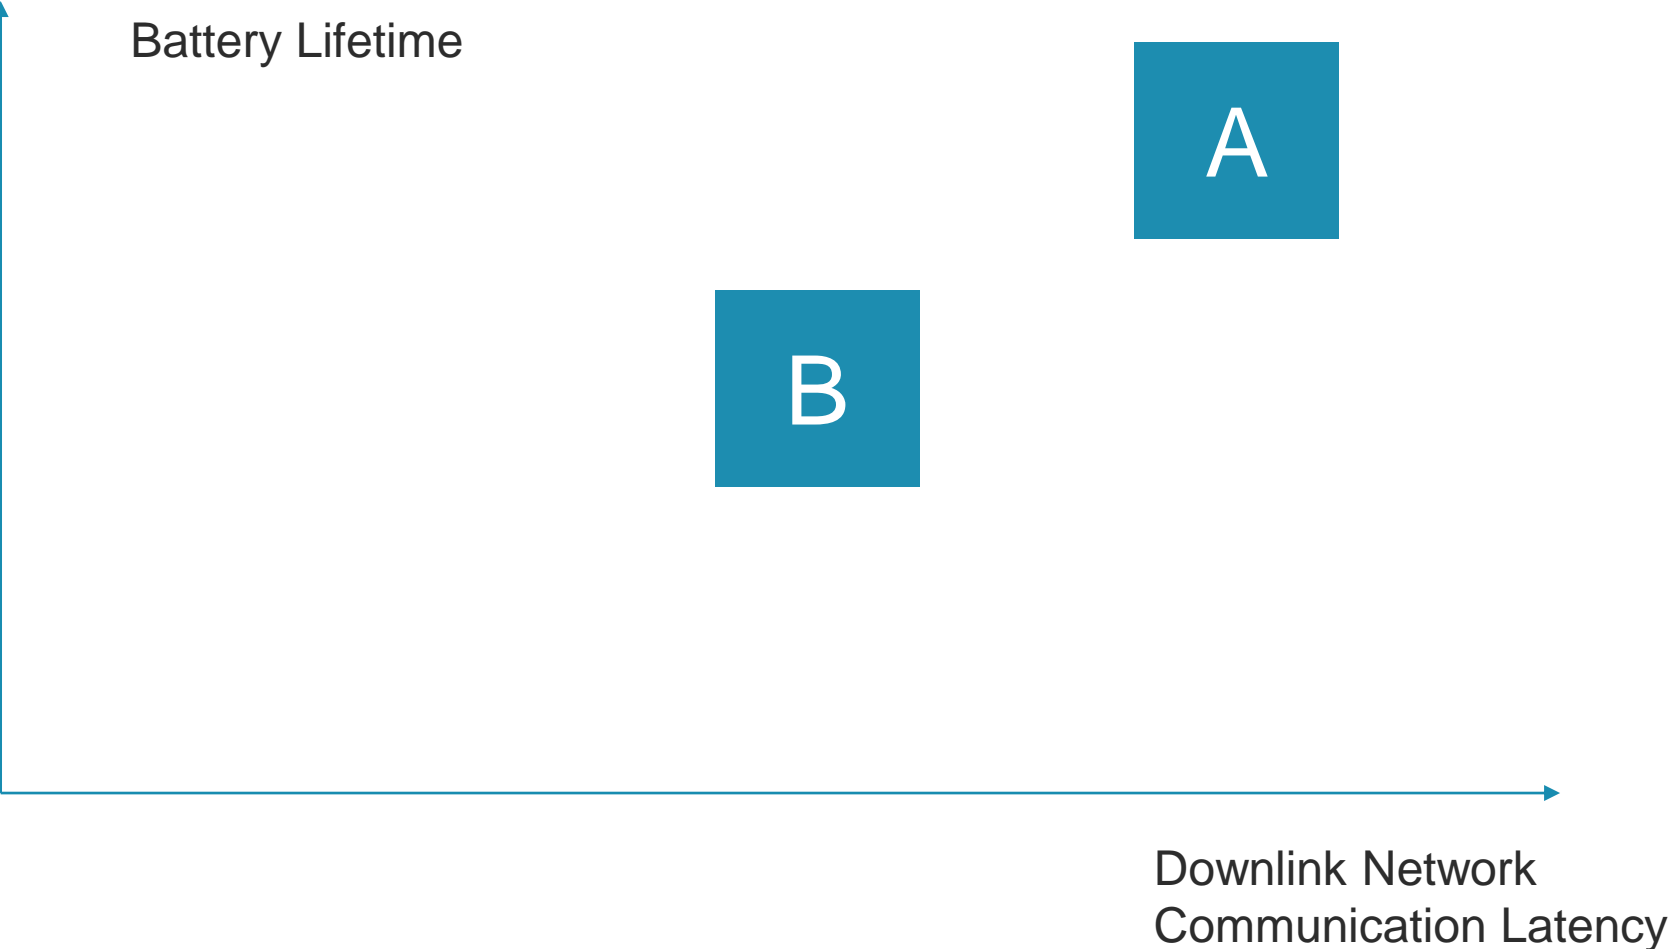 Battery Lifetime
A
B
Downlink Network
Communication Latency